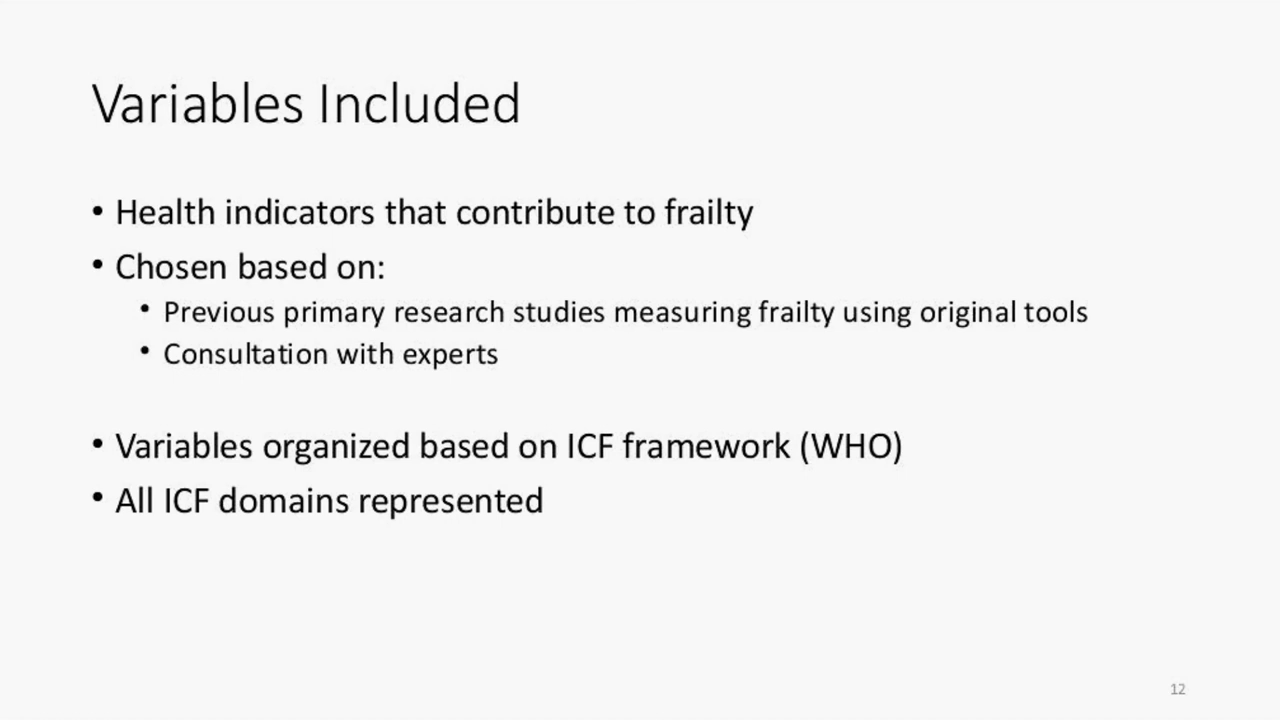 Variables Included
• Health indicators that contribute to frailty
• Chosen based on:
• Previous primary research studies measuring frailty using original tools
• Consultation with experts
• Variables organized based on ICF framework (WHO)
• All ICF domains represented
12